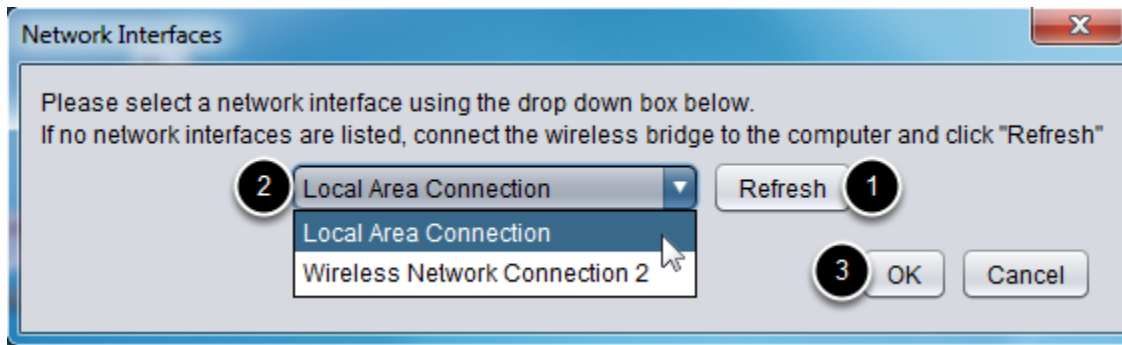 Network Interfaces
X
Please select a network interface using the drop down box below.
If no network interfaces are listed, connect the wireless bridge to the computer and click "Refresh"
2 Local Area Connection Refresh 1
Local Area Connection
Wireless Network Connection 2
3 OK Cancel